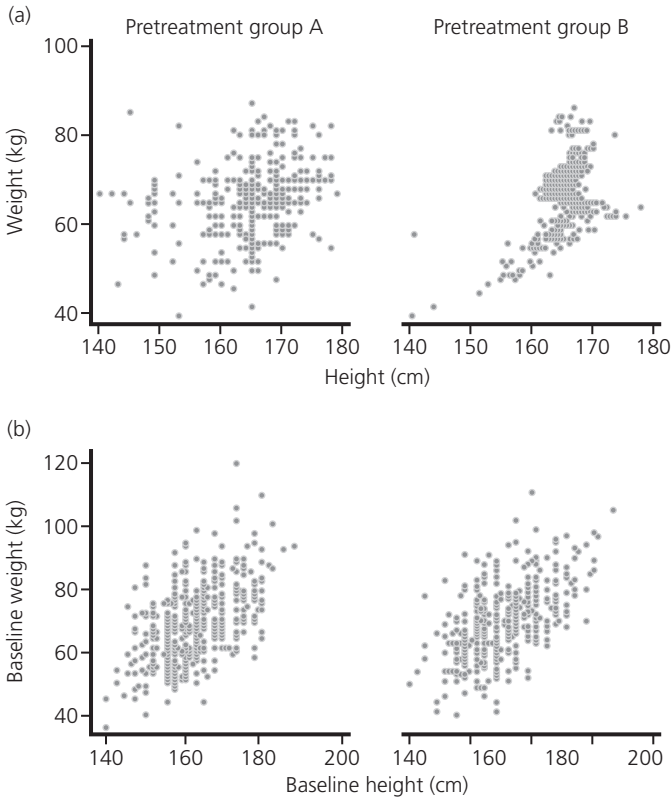 (a)
Pretreatment group A
Pretreatment group B
Weight (kg)
100
80
60
40
140 150 160 170 180
140 150 160 170 180
Height (cm)
(b)
Baseline weight (kg)
120
100
80
60
40
140 160 180 200
140 160 180 200
Baseline height (cm)